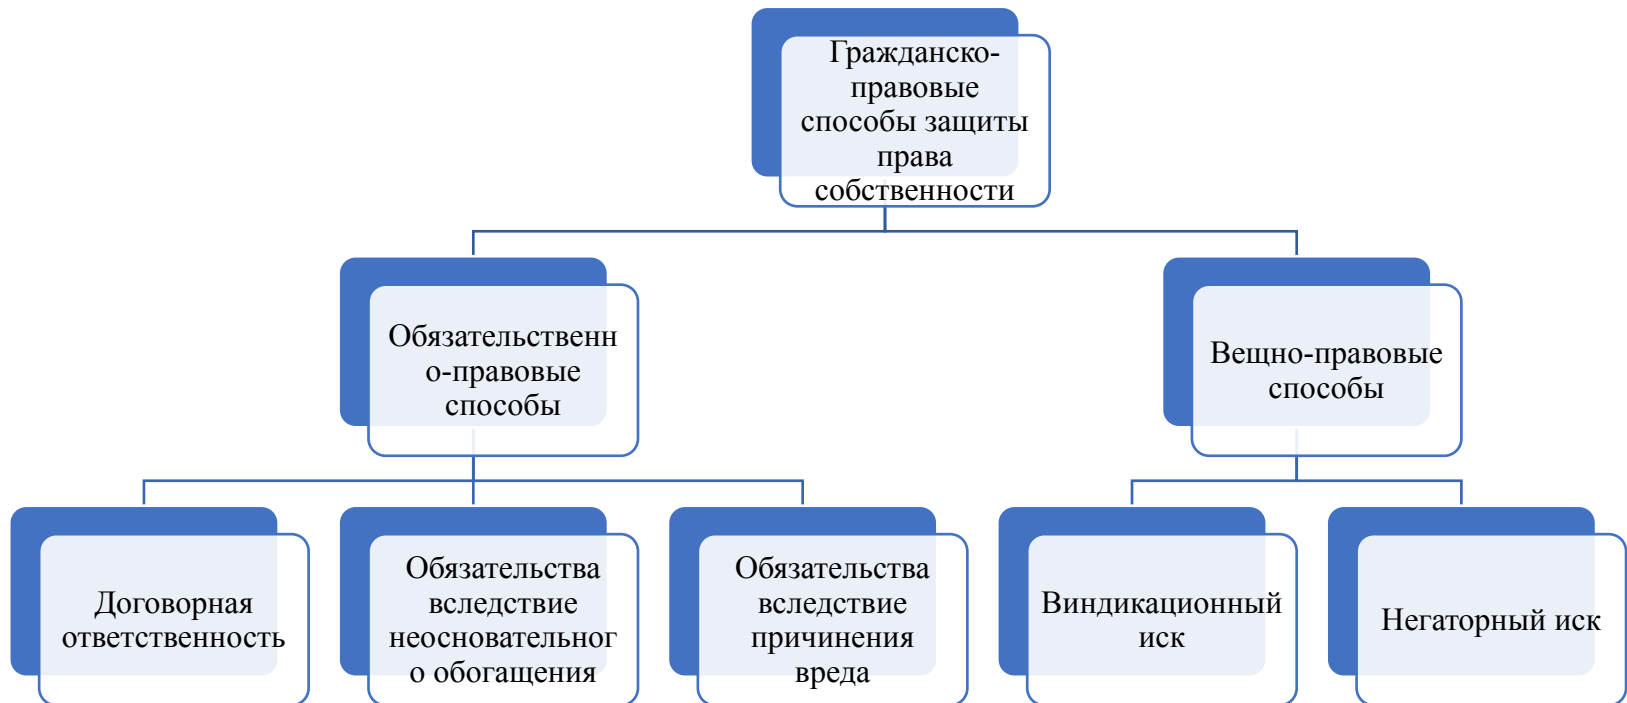 Гражданско-
правовые
способы защиты
права
собственности
Обязательственн
о-правовые
способы
Вещно-правовые
способы
Договорная
ответственность
Обязательства
вследствие
неосновательног
о обогащения
Обязательства
вследствие
причинения
вреда
Виндикационный
иск
Негаторный иск